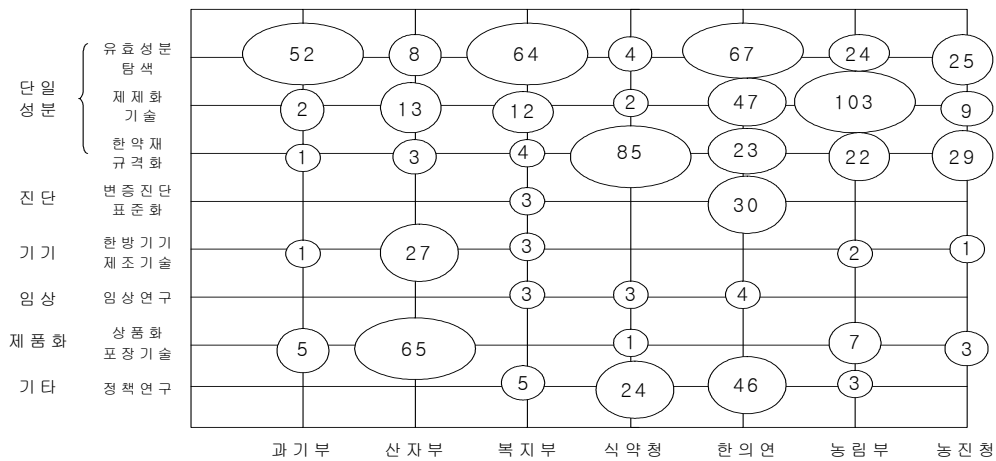 유효성분
탐색
52 8 64 4 67 24 25
단일
성분
제제화
기술
2 13 12 2 47 103 9
한약재
규격화
1 3 4 85 23 22 29
진단
변증진단
표준화
3 30
기기
한방기기
제조기술
1 27 3 2 1
임상 임상연구 3 3 4
제품화
상품화
포장기술
5 65 1 7 3
기타 정책연구 5 24 46 3
과기부 산자부 복지부 식약청 한의연 농림부 농진청